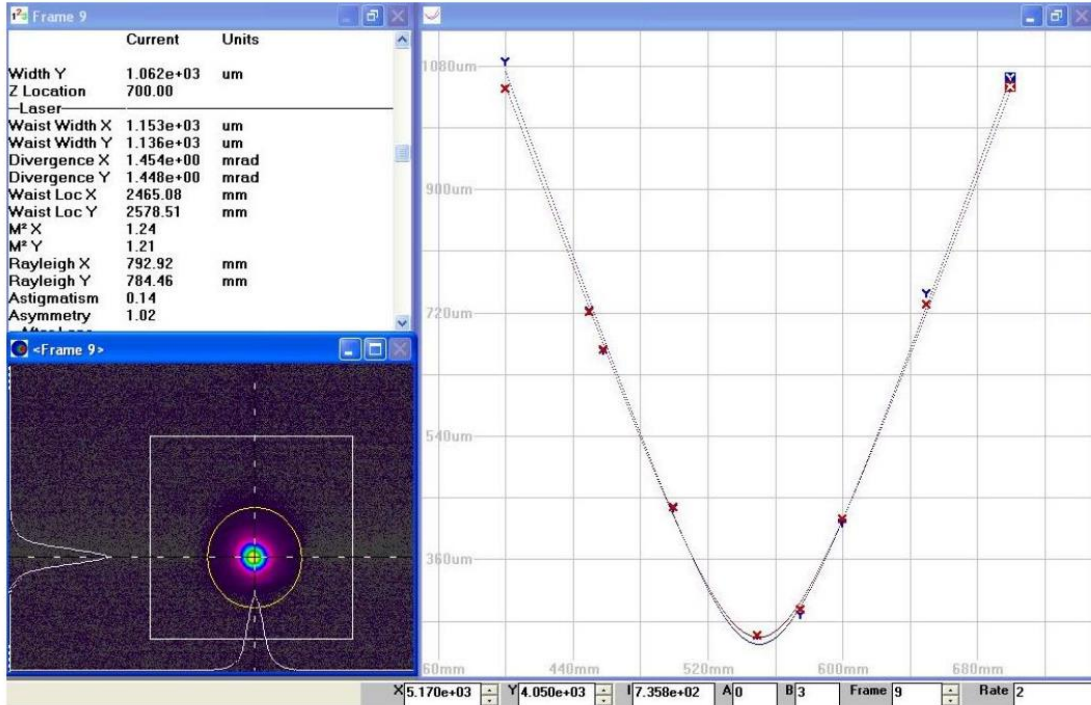 Frame 9
Current Units
Width Y 1.062e+03 um
Z Location 700.00
Laser
Waist Width X 1.153e+03 um
Waist Width Y 1.136e+03 um
Divergence X 1.454e+00 mrad
Divergence Y 1.448e+00 mrad
Waist Loc X 2465.08 mm
Waist Loc Y 2578.51 mm
M² X 1.24
M² Y 1.21
Rayleigh X 792.92 mm
Rayleigh Y 784.46 mm
Astigmatism 0.14
Asymmetry 1.02
<Frame 9>
1080um
900um
720um
540um
360um
60mm 440mm 520mm 600mm 680mm
X 5.170e+03 Y 4.050e+03 I 7.358e+02 A 0 B 3 Frame 9 Rate 2